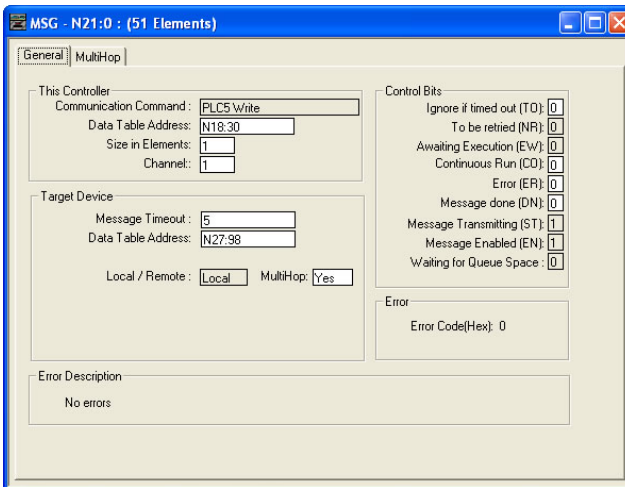 MSG - N21:0 : (51 Elements)
General MultiHop
This Controller
Communication Command : PLC5 Write
Data Table Address: N18:30
Size in Elements: 1
Channel:: 1
Target Device
Message Timeout : 5
Data Table Address: N27:98
Local / Remote : Local MultiHop: Yes
Control Bits
Ignore if timed out (TO): 0
To be retried (NR): 0
Awaiting Execution (EW): 0
Continuous Run (CO): 0
Error (ER): 0
Message done (DN): 0
Message Transmitting (ST): 1
Message Enabled (EN): 1
Waiting for Queue Space : 0
Error
Error Code(Hex): 0
Error Description
No errors